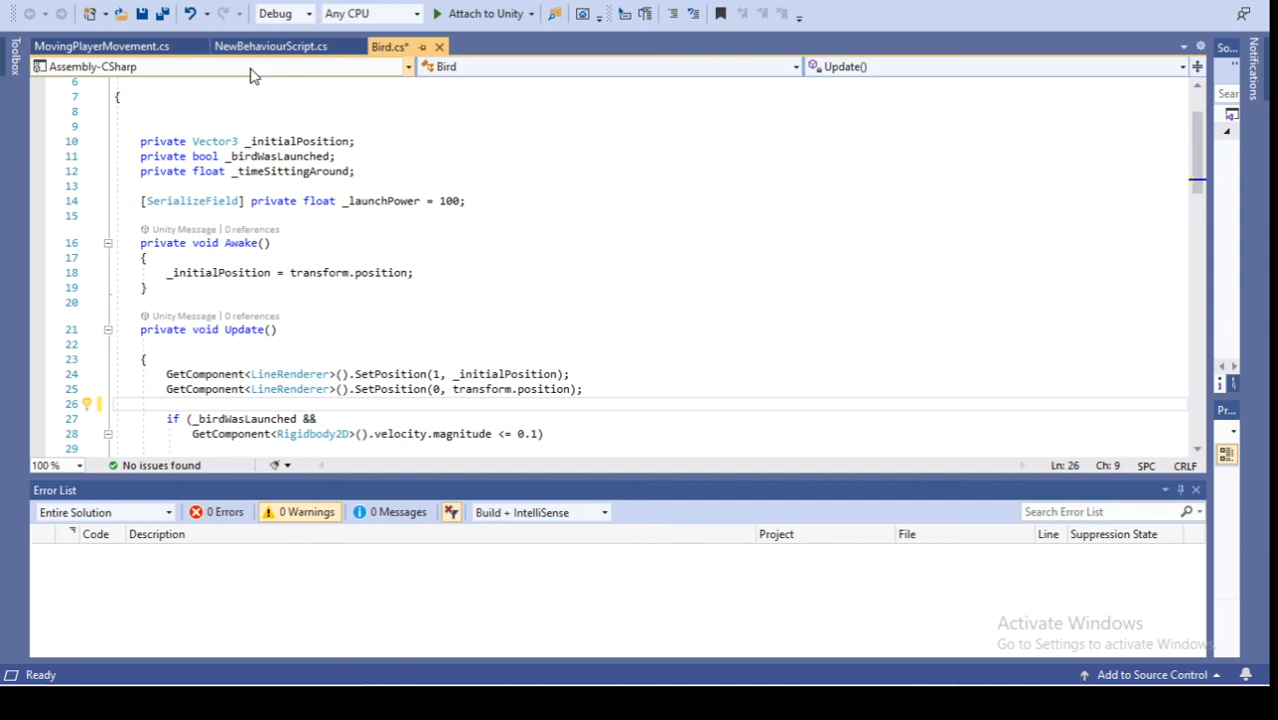 Debug Any CPU Attach to Unity
MovingPlayerMovement.cs NewBehaviourScript.cs Bird.cs*
Toolbox
Assembly-CSharp Bird Update()
So...
Notifications
Sear
6
7 {
8
9
10 private Vector3 _initialPosition;
11 private bool _birdWasLaunched;
12 private float _timeSittingAround;
13
14 [SerializeField] private float _launchPower = 100;
15
Unity Message | 0 references
16 private void Awake()
17 {
18 _initialPosition = transform.position;
19 }
20
Unity Message | 0 references
21 private void Update()
22
23 {
24 GetComponent<LineRenderer>().SetPosition(1, _initialPosition);
25 GetComponent<LineRenderer>().SetPosition(0, transform.position);
26
27 if (_birdWasLaunched &&
28 GetComponent<Rigidbody2D>().velocity.magnitude <= 0.1)
29
Pr...
100 % No issues found Ln: 26 Ch: 9 SPC CRLF
Error List
Entire Solution 0 Errors 0 Warnings 0 Messages Build + IntelliSense Search Error List
Code Description Project File Line Suppression State
Activate Windows
Go to Settings to activate Windows.
Ready Add to Source Control